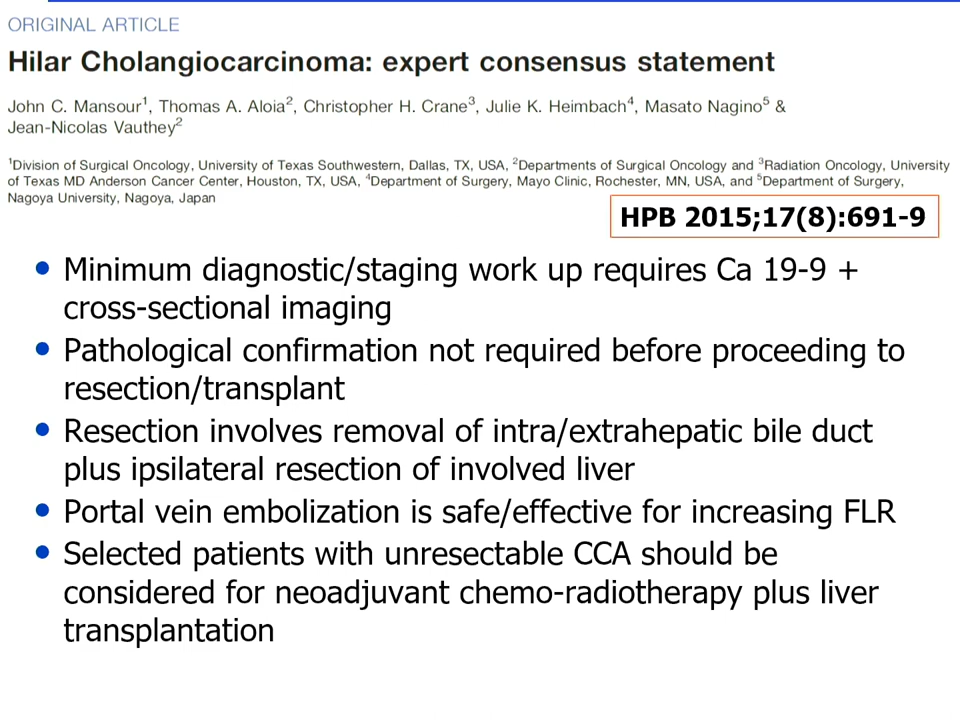 ORIGINAL ARTICLE
Hilar Cholangiocarcinoma: expert consensus statement
John C. Mansour¹, Thomas A. Aloia², Christopher H. Crane³, Julie K. Heimbach⁴, Masato Nagino⁵ &
Jean-Nicolas Vauthey²
¹Division of Surgical Oncology, University of Texas Southwestern, Dallas, TX, USA, ²Departments of Surgical Oncology and ³Radiation Oncology, University
of Texas MD Anderson Cancer Center, Houston, TX, USA, ⁴Department of Surgery, Mayo Clinic, Rochester, MN, USA, and ⁵Department of Surgery,
Nagoya University, Nagoya, Japan
HPB 2015;17(8):691-9
• Minimum diagnostic/staging work up requires Ca 19-9 +
cross-sectional imaging
• Pathological confirmation not required before proceeding to
resection/transplant
• Resection involves removal of intra/extrahepatic bile duct
plus ipsilateral resection of involved liver
• Portal vein embolization is safe/effective for increasing FLR
• Selected patients with unresectable CCA should be
considered for neoadjuvant chemo-radiotherapy plus liver
transplantation